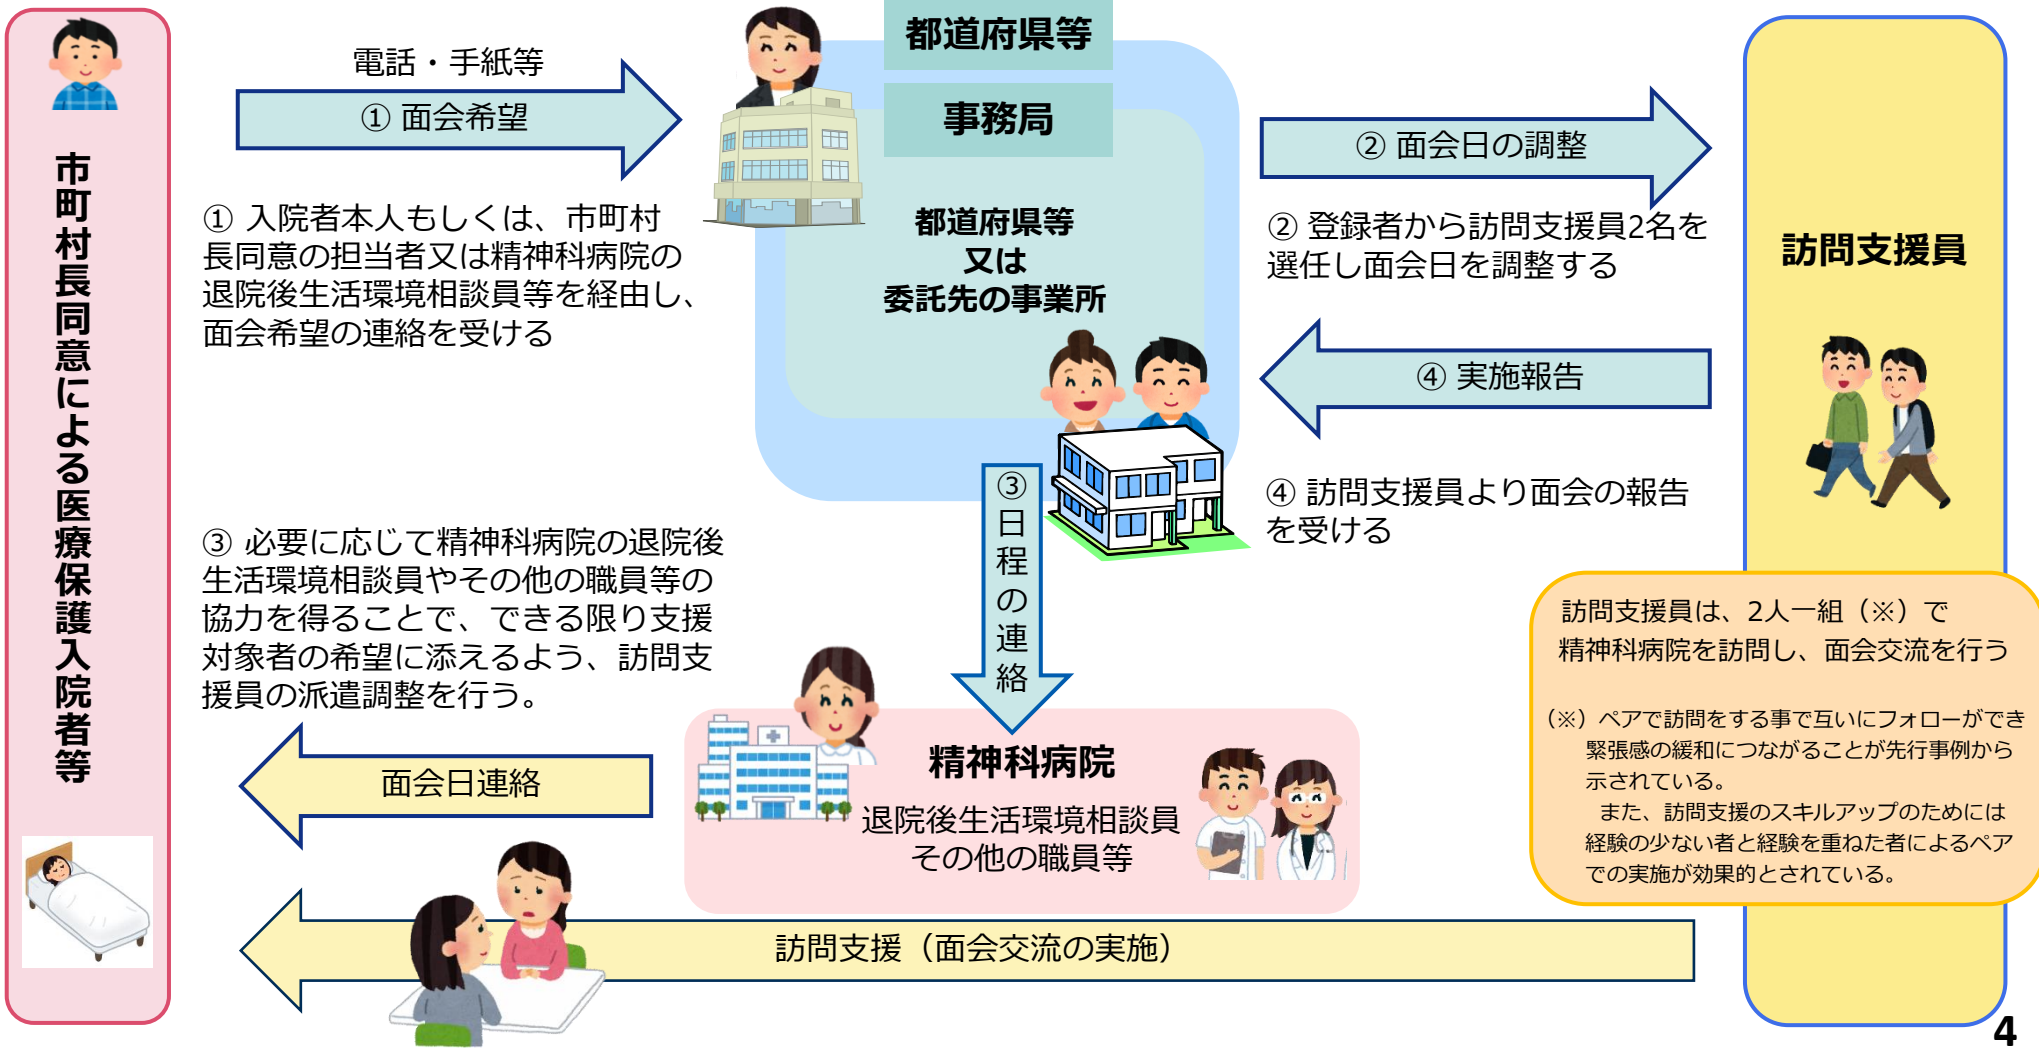 市町村長同意による医療保護入院者等
電話・手紙等
① 面会希望
① 入院者本人もしくは、市町村
長同意の担当者又は精神科病院の
退院後生活環境相談員等を経由し、
面会希望の連絡を受ける
都道府県等
事務局
都道府県等
又は
委託先の事業所
② 面会日の調整
② 登録者から訪問支援員2名を
選任し面会日を調整する
④ 実施報告
④ 訪問支援員より面会の報告
を受ける
訪問支援員
③日程の連絡
③ 必要に応じて精神科病院の退院後
生活環境相談員やその他の職員等の
協力を得ることで、できる限り支援
対象者の希望に添えるよう、訪問支
援員の派遣調整を行う。
面会日連絡
精神科病院
退院後生活環境相談員
その他の職員等
訪問支援員は、2人一組（※）で
精神科病院を訪問し、面会交流を行う
（※）ペアで訪問をする事で互いにフォローができ
緊張感の緩和につながることが先行事例から
示されている。
また、訪問支援のスキルアップのためには
経験の少ない者と経験を重ねた者によるペア
での実施が効果的とされている。
訪問支援（面会交流の実施）
4